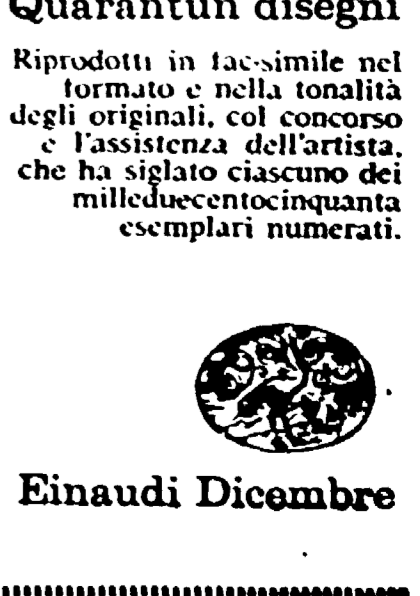 Quarantun disegni
Riprodotti in fac-simile nel
formato e nella tonalità
degli originali, col concorso
e l'assistenza dell'artista,
che ha siglato ciascuno dei
milleduecentocinquanta
esemplari numerati.
Einaudi Dicembre